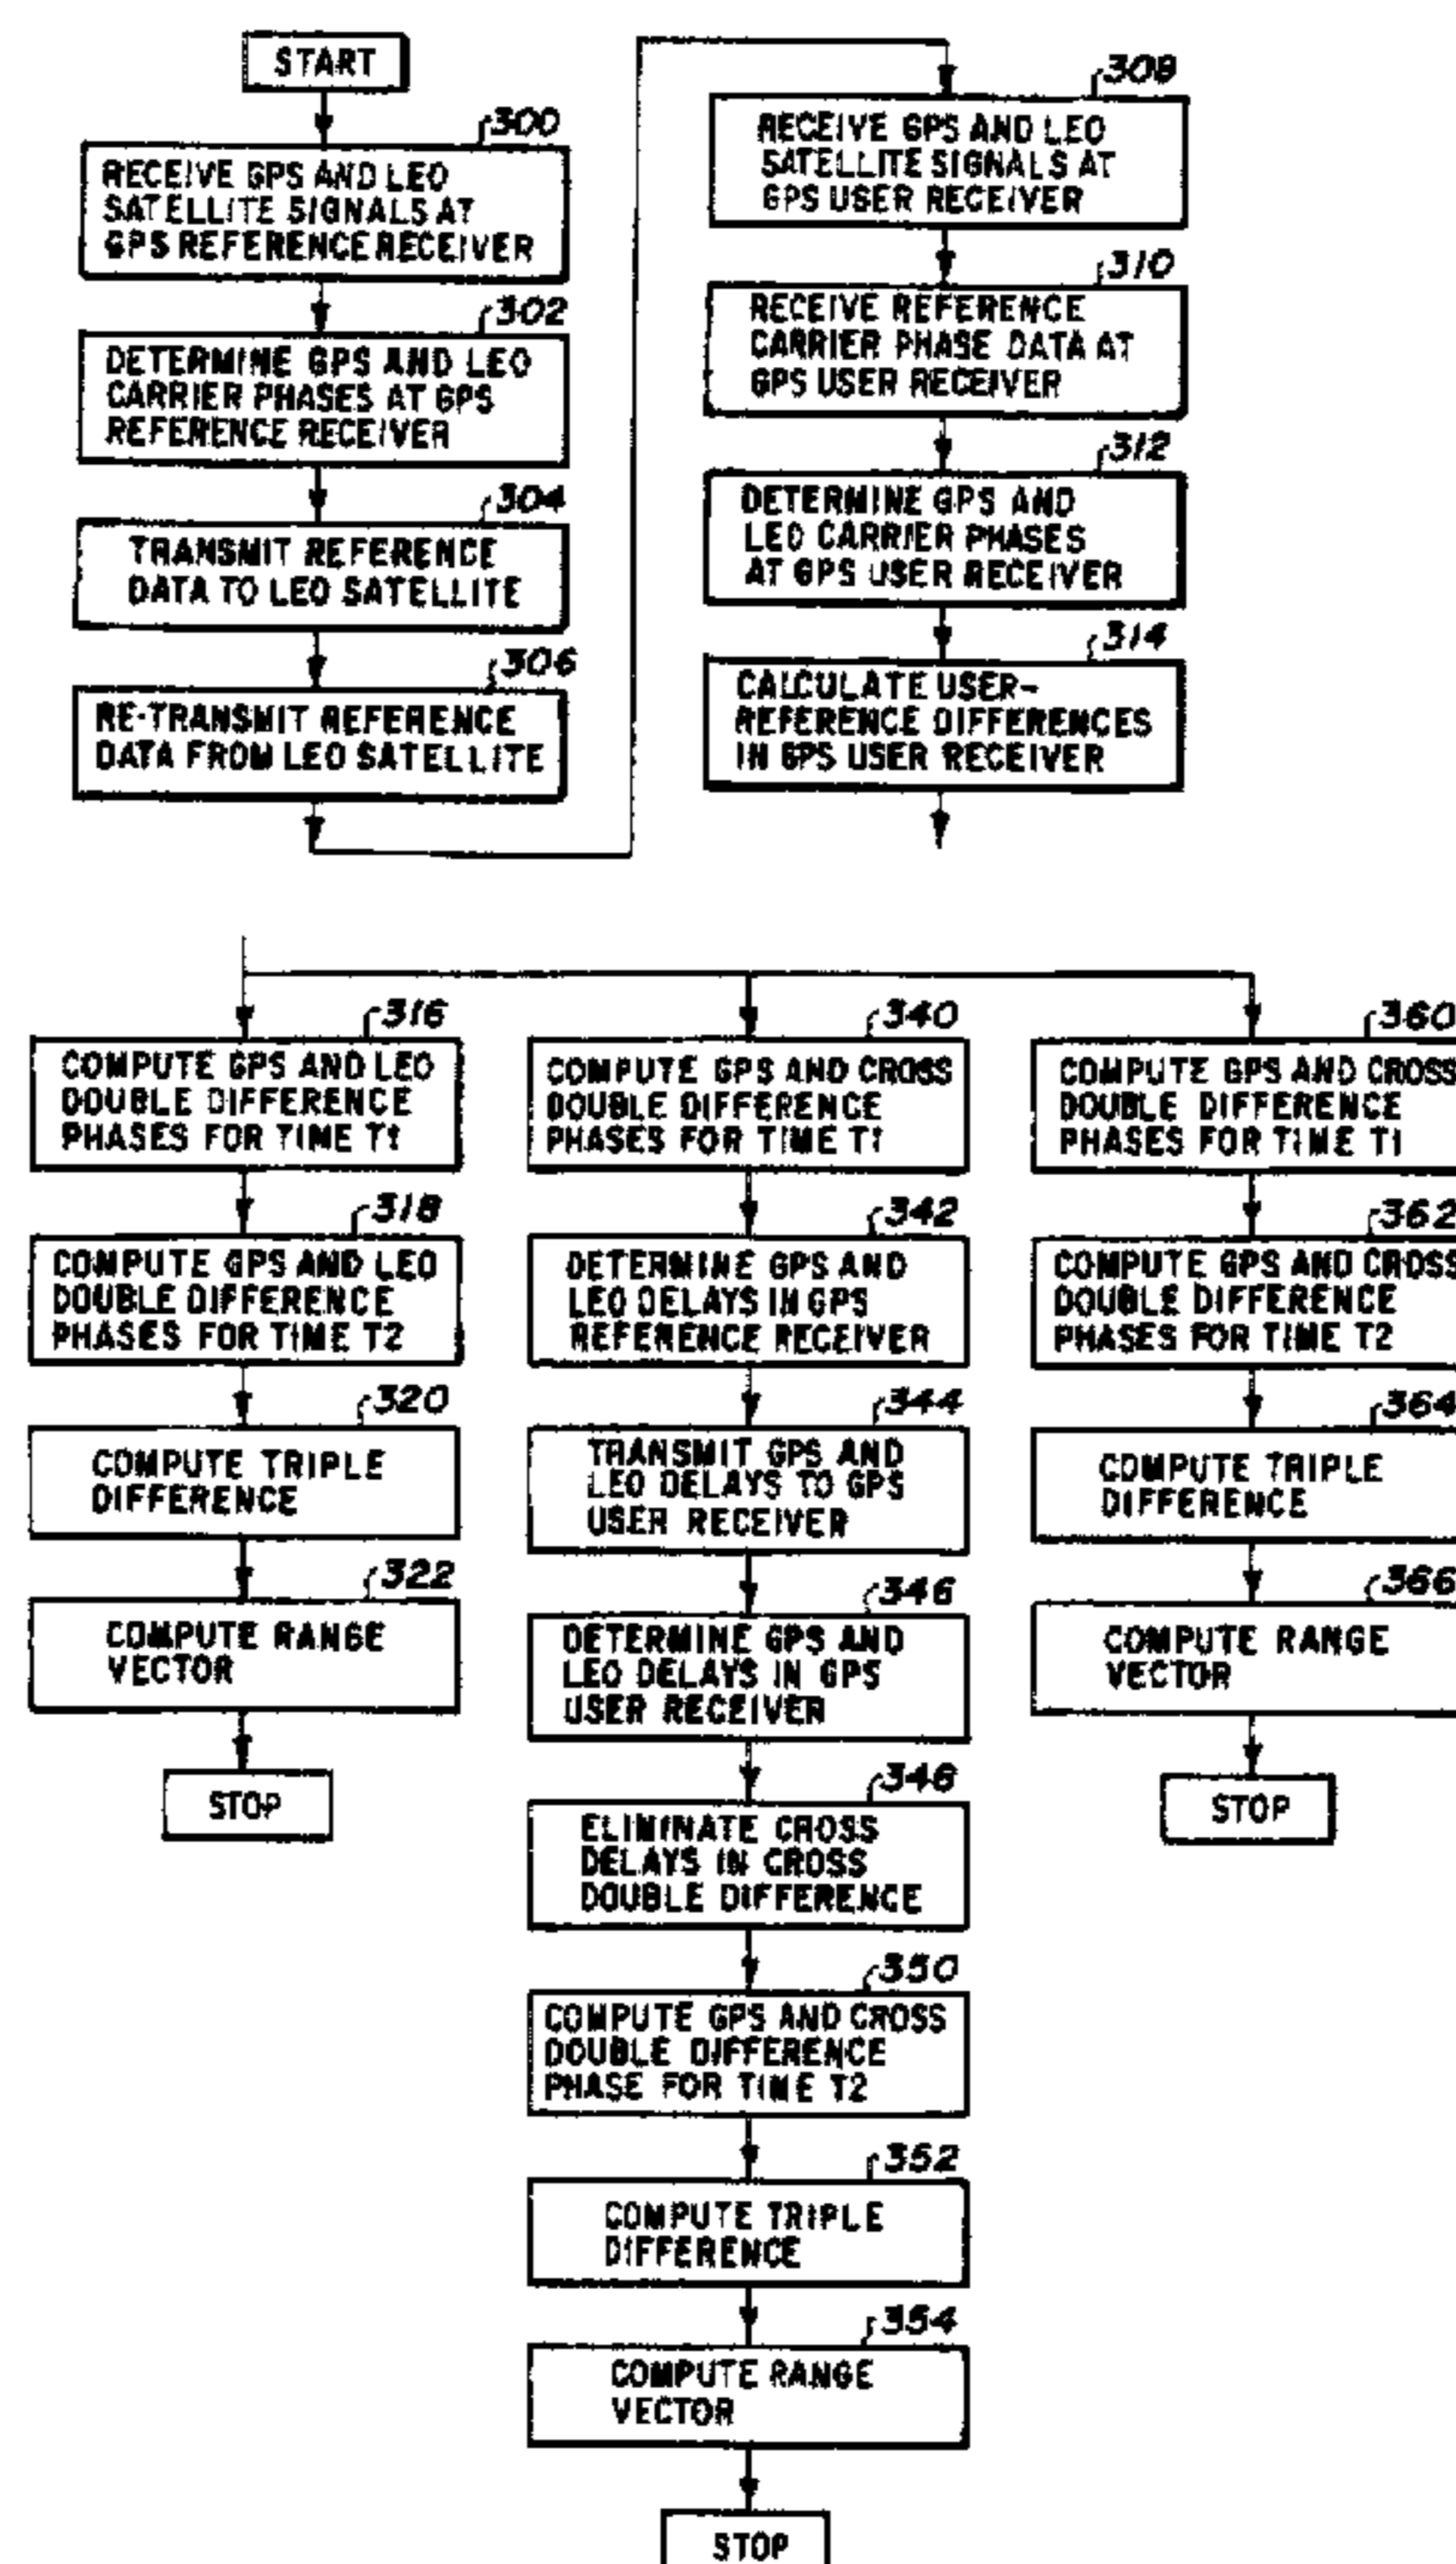 START
300
RECEIVE GPS AND LEO
SATELLITE SIGNALS AT
GPS REFERENCE RECEIVER
302
DETERMINE GPS AND LEO
CARRIER PHASES AT GPS
REFERENCE RECEIVER
304
TRANSMIT REFERENCE
DATA TO LEO SATELLITE
306
RE-TRANSMIT REFERENCE
DATA FROM LEO SATELLITE
308
RECEIVE GPS AND LEO
SATELLITE SIGNALS AT
GPS USER RECEIVER
310
RECEIVE REFERENCE
CARRIER PHASE DATA AT
GPS USER RECEIVER
312
DETERMINE GPS AND
LEO CARRIER PHASES
AT GPS USER RECEIVER
314
CALCULATE USER-
REFERENCE DIFFERENCES
IN GPS USER RECEIVER
316
COMPUTE GPS AND LEO
DOUBLE DIFFERENCE
PHASES FOR TIME T1
318
COMPUTE GPS AND LEO
DOUBLE DIFFERENCE
PHASES FOR TIME T2
320
COMPUTE TRIPLE
DIFFERENCE
322
COMPUTE RANGE
VECTOR
STOP
340
COMPUTE GPS AND CROSS
DOUBLE DIFFERENCE
PHASES FOR TIME T1
342
DETERMINE GPS AND
LEO DELAYS IN GPS
REFERENCE RECEIVER
344
TRANSMIT GPS AND
LEO DELAYS TO GPS
USER RECEIVER
346
DETERMINE GPS AND
LEO DELAYS IN GPS
USER RECEIVER
346
ELIMINATE CROSS
DELAYS IN CROSS
DOUBLE DIFFERENCE
350
COMPUTE GPS AND CROSS
DOUBLE DIFFERENCE
PHASE FOR TIME T2
352
COMPUTE TRIPLE
DIFFERENCE
354
COMPUTE RANGE
VECTOR
STOP
360
COMPUTE GPS AND CROSS
DOUBLE DIFFERENCE
PHASES FOR TIME T1
362
COMPUTE GPS AND CROSS
DOUBLE DIFFERENCE
PHASES FOR TIME T2
364
COMPUTE TRIPLE
DIFFERENCE
366
COMPUTE RANGE
VECTOR
STOP